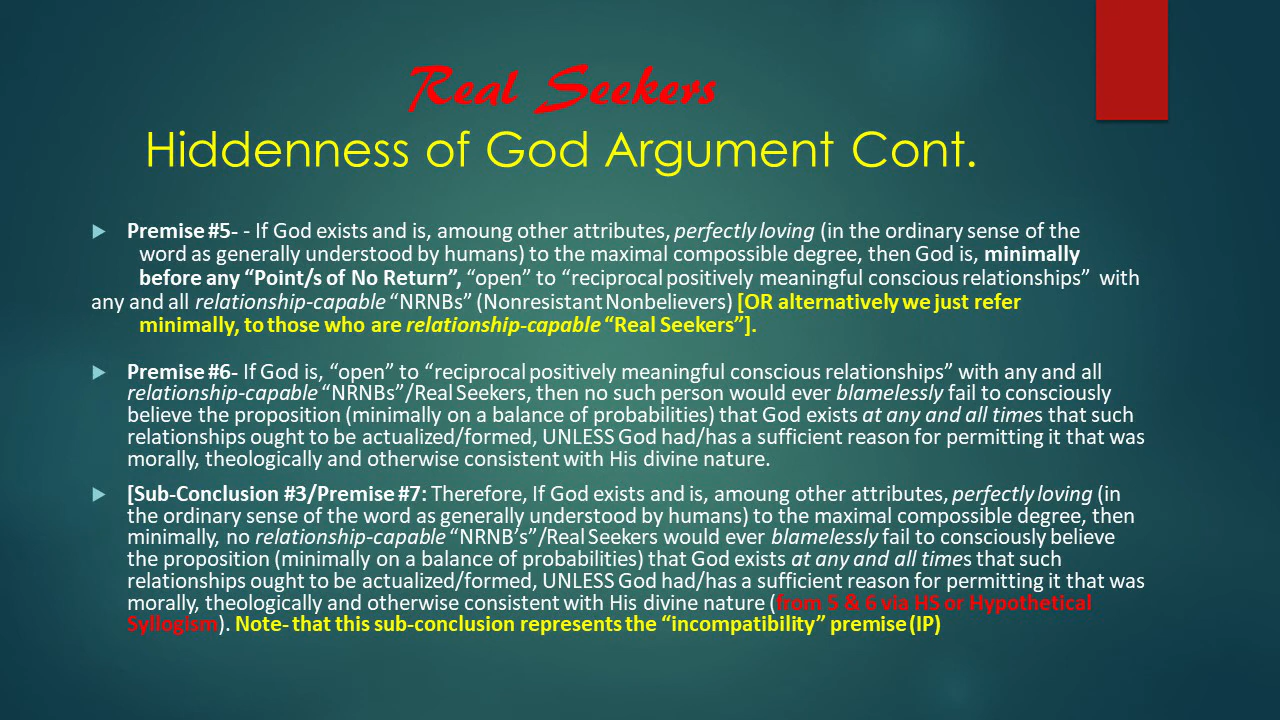 Real Seekers
Hiddenness of God Argument Cont.
Premise #5- - If God exists and is, amoung other attributes, perfectly loving (in the ordinary sense of the
word as generally understood by humans) to the maximal compossible degree, then God is, minimally
before any “Point/s of No Return”, “open” to “reciprocal positively meaningful conscious relationships” with
any and all relationship-capable “NRNBs” (Nonresistant Nonbelievers) [OR alternatively we just refer
minimally, to those who are relationship-capable “Real Seekers”].
Premise #6- If God is, “open” to “reciprocal positively meaningful conscious relationships” with any and all
relationship-capable “NRNBs”/Real Seekers, then no such person would ever blamelessly fail to consciously
believe the proposition (minimally on a balance of probabilities) that God exists at any and all times that such
relationships ought to be actualized/formed, UNLESS God had/has a sufficient reason for permitting it that was
morally, theologically and otherwise consistent with His divine nature.
[Sub-Conclusion #3/Premise #7: Therefore, If God exists and is, amoung other attributes, perfectly loving (in
the ordinary sense of the word as generally understood by humans) to the maximal compossible degree, then
minimally, no relationship-capable “NRNB’s”/Real Seekers would ever blamelessly fail to consciously believe
the proposition (minimally on a balance of probabilities) that God exists at any and all times that such
relationships ought to be actualized/formed, UNLESS God had/has a sufficient reason for permitting it that was
morally, theologically and otherwise consistent with His divine nature (from 5 & 6 via HS or Hypothetical
Syllogism). Note- that this sub-conclusion represents the “incompatibility” premise (IP)